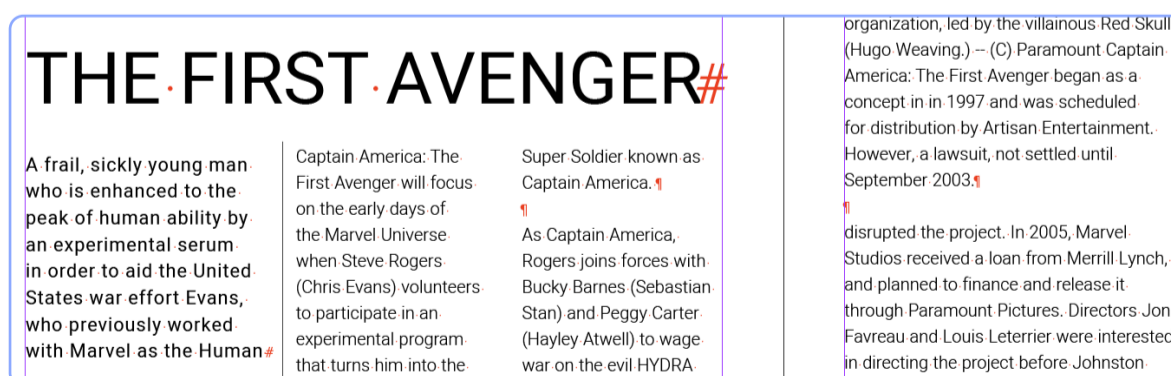 THE FIRST AVENGER#
A frail, sickly young man
who is enhanced to the
peak of human ability by
an experimental serum
in order to aid the United
States war effort Evans,
who previously worked
with Marvel as the Human#
Captain America: The
First Avenger will focus
on the early days of
the Marvel Universe
when Steve Rogers
(Chris Evans) volunteers
to participate in an
experimental program
that turns him into the
Super Soldier known as
Captain America.¶
¶
As Captain America,
Rogers joins forces with
Bucky Barnes (Sebastian
Stan) and Peggy Carter
(Hayley Atwell) to wage
war on the evil HYDRA
organization, led by the villainous Red Skull
(Hugo Weaving.) -- (C) Paramount Captain
America: The First Avenger began as a
concept in in 1997 and was scheduled
for distribution by Artisan Entertainment.
However, a lawsuit, not settled until
September 2003.¶
¶
disrupted the project. In 2005, Marvel
Studios received a loan from Merrill Lynch,
and planned to finance and release it
through Paramount Pictures. Directors Jon
Favreau and Louis Leterrier were interested
in directing the project before Johnston